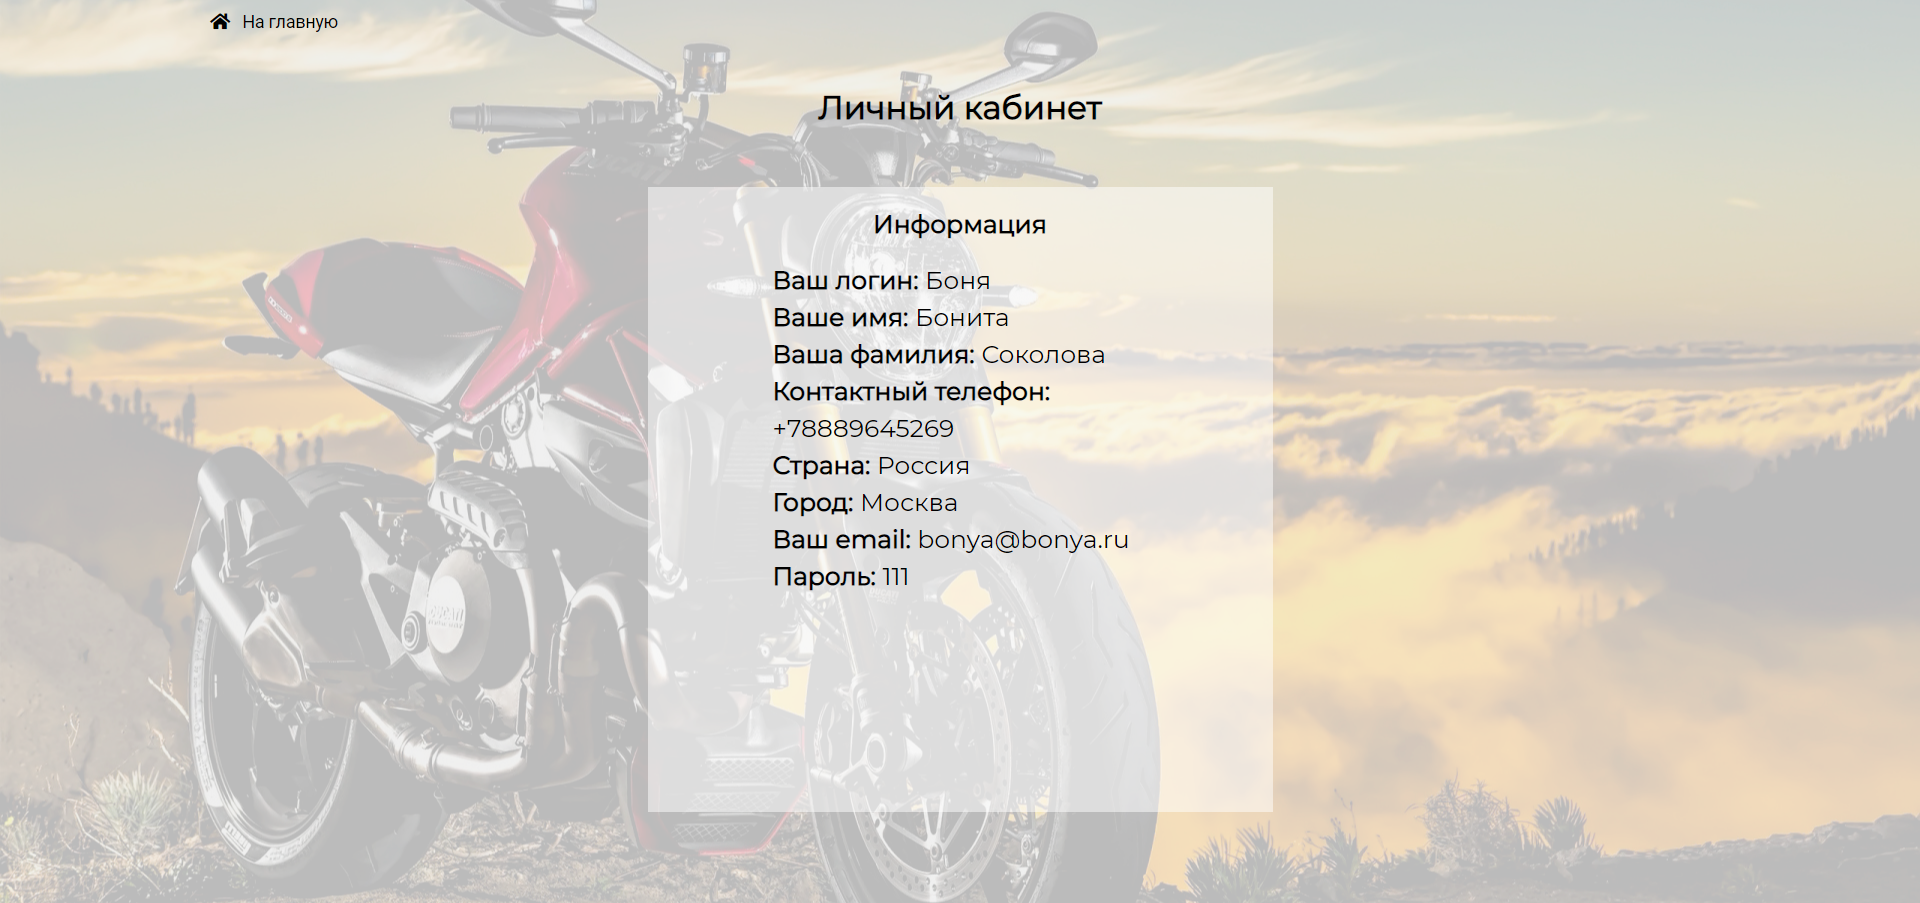 На главную
Личный кабинет
Информация
Ваш логин: Боня
Ваше имя: Бонита
Ваша фамилия: Соколова
Контактный телефон:
+78889645269
Страна: Россия
Город: Москва
Ваш email: bonya@bonya.ru
Пароль: 111